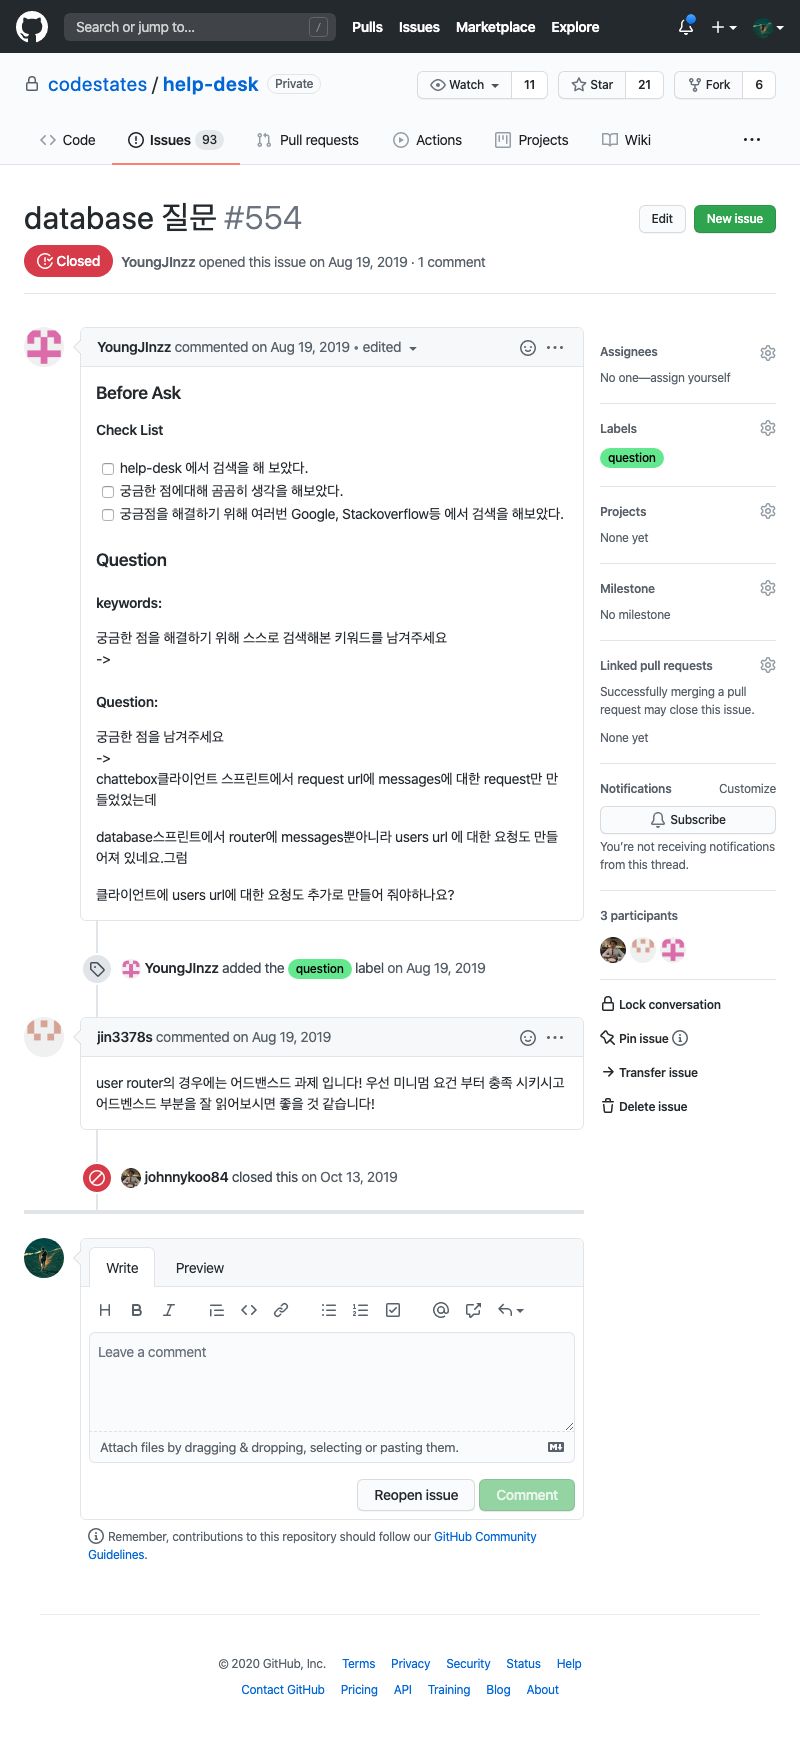 Search or jump to... /
Pulls Issues Marketplace Explore
codestates / help-desk Private
Watch 11 Star 21 Fork 6
Code Issues 93 Pull requests Actions Projects Wiki ...
database 질문 #554
Edit New issue
Closed YoungJInzz opened this issue on Aug 19, 2019 · 1 comment
YoungJInzz commented on Aug 19, 2019 • edited
Before Ask
Check List
help-desk 에서 검색을 해 보았다.
궁금한 점에대해 곰곰히 생각을 해보았다.
궁금점을 해결하기 위해 여러번 Google, Stackoverflow등 에서 검색을 해보았다.
Question
keywords:
궁금한 점을 해결하기 위해 스스로 검색해본 키워드를 남겨주세요
->
Question:
궁금한 점을 남겨주세요
->
chattebox클라이언트 스프린트에서 request url에 messages에 대한 request만 만
들었었는데
database스프린트에서 router에 messages뿐아니라 users url 에 대한 요청도 만들
어져 있네요.그럼
클라이언트에 users url에 대한 요청도 추가로 만들어 줘야하나요?
YoungJInzz added the question label on Aug 19, 2019
jin3378s commented on Aug 19, 2019
user router의 경우에는 어드밴스드 과제 입니다! 우선 미니멈 요건 부터 충족 시키시고
어드벤스드 부분을 잘 읽어보시면 좋을 것 같습니다!
johnnykoo84 closed this on Oct 13, 2019
Write Preview
Leave a comment
Attach files by dragging & dropping, selecting or pasting them.
Reopen issue Comment
Remember, contributions to this repository should follow our GitHub Community
Guidelines.
Assignees
No one—assign yourself
Labels
question
Projects
None yet
Milestone
No milestone
Linked pull requests
Successfully merging a pull
request may close this issue.
None yet
Notifications Customize
Subscribe
You're not receiving notifications
from this thread.
3 participants
Lock conversation
Pin issue
Transfer issue
Delete issue
© 2020 GitHub, Inc. Terms Privacy Security Status Help
Contact GitHub Pricing API Training Blog About